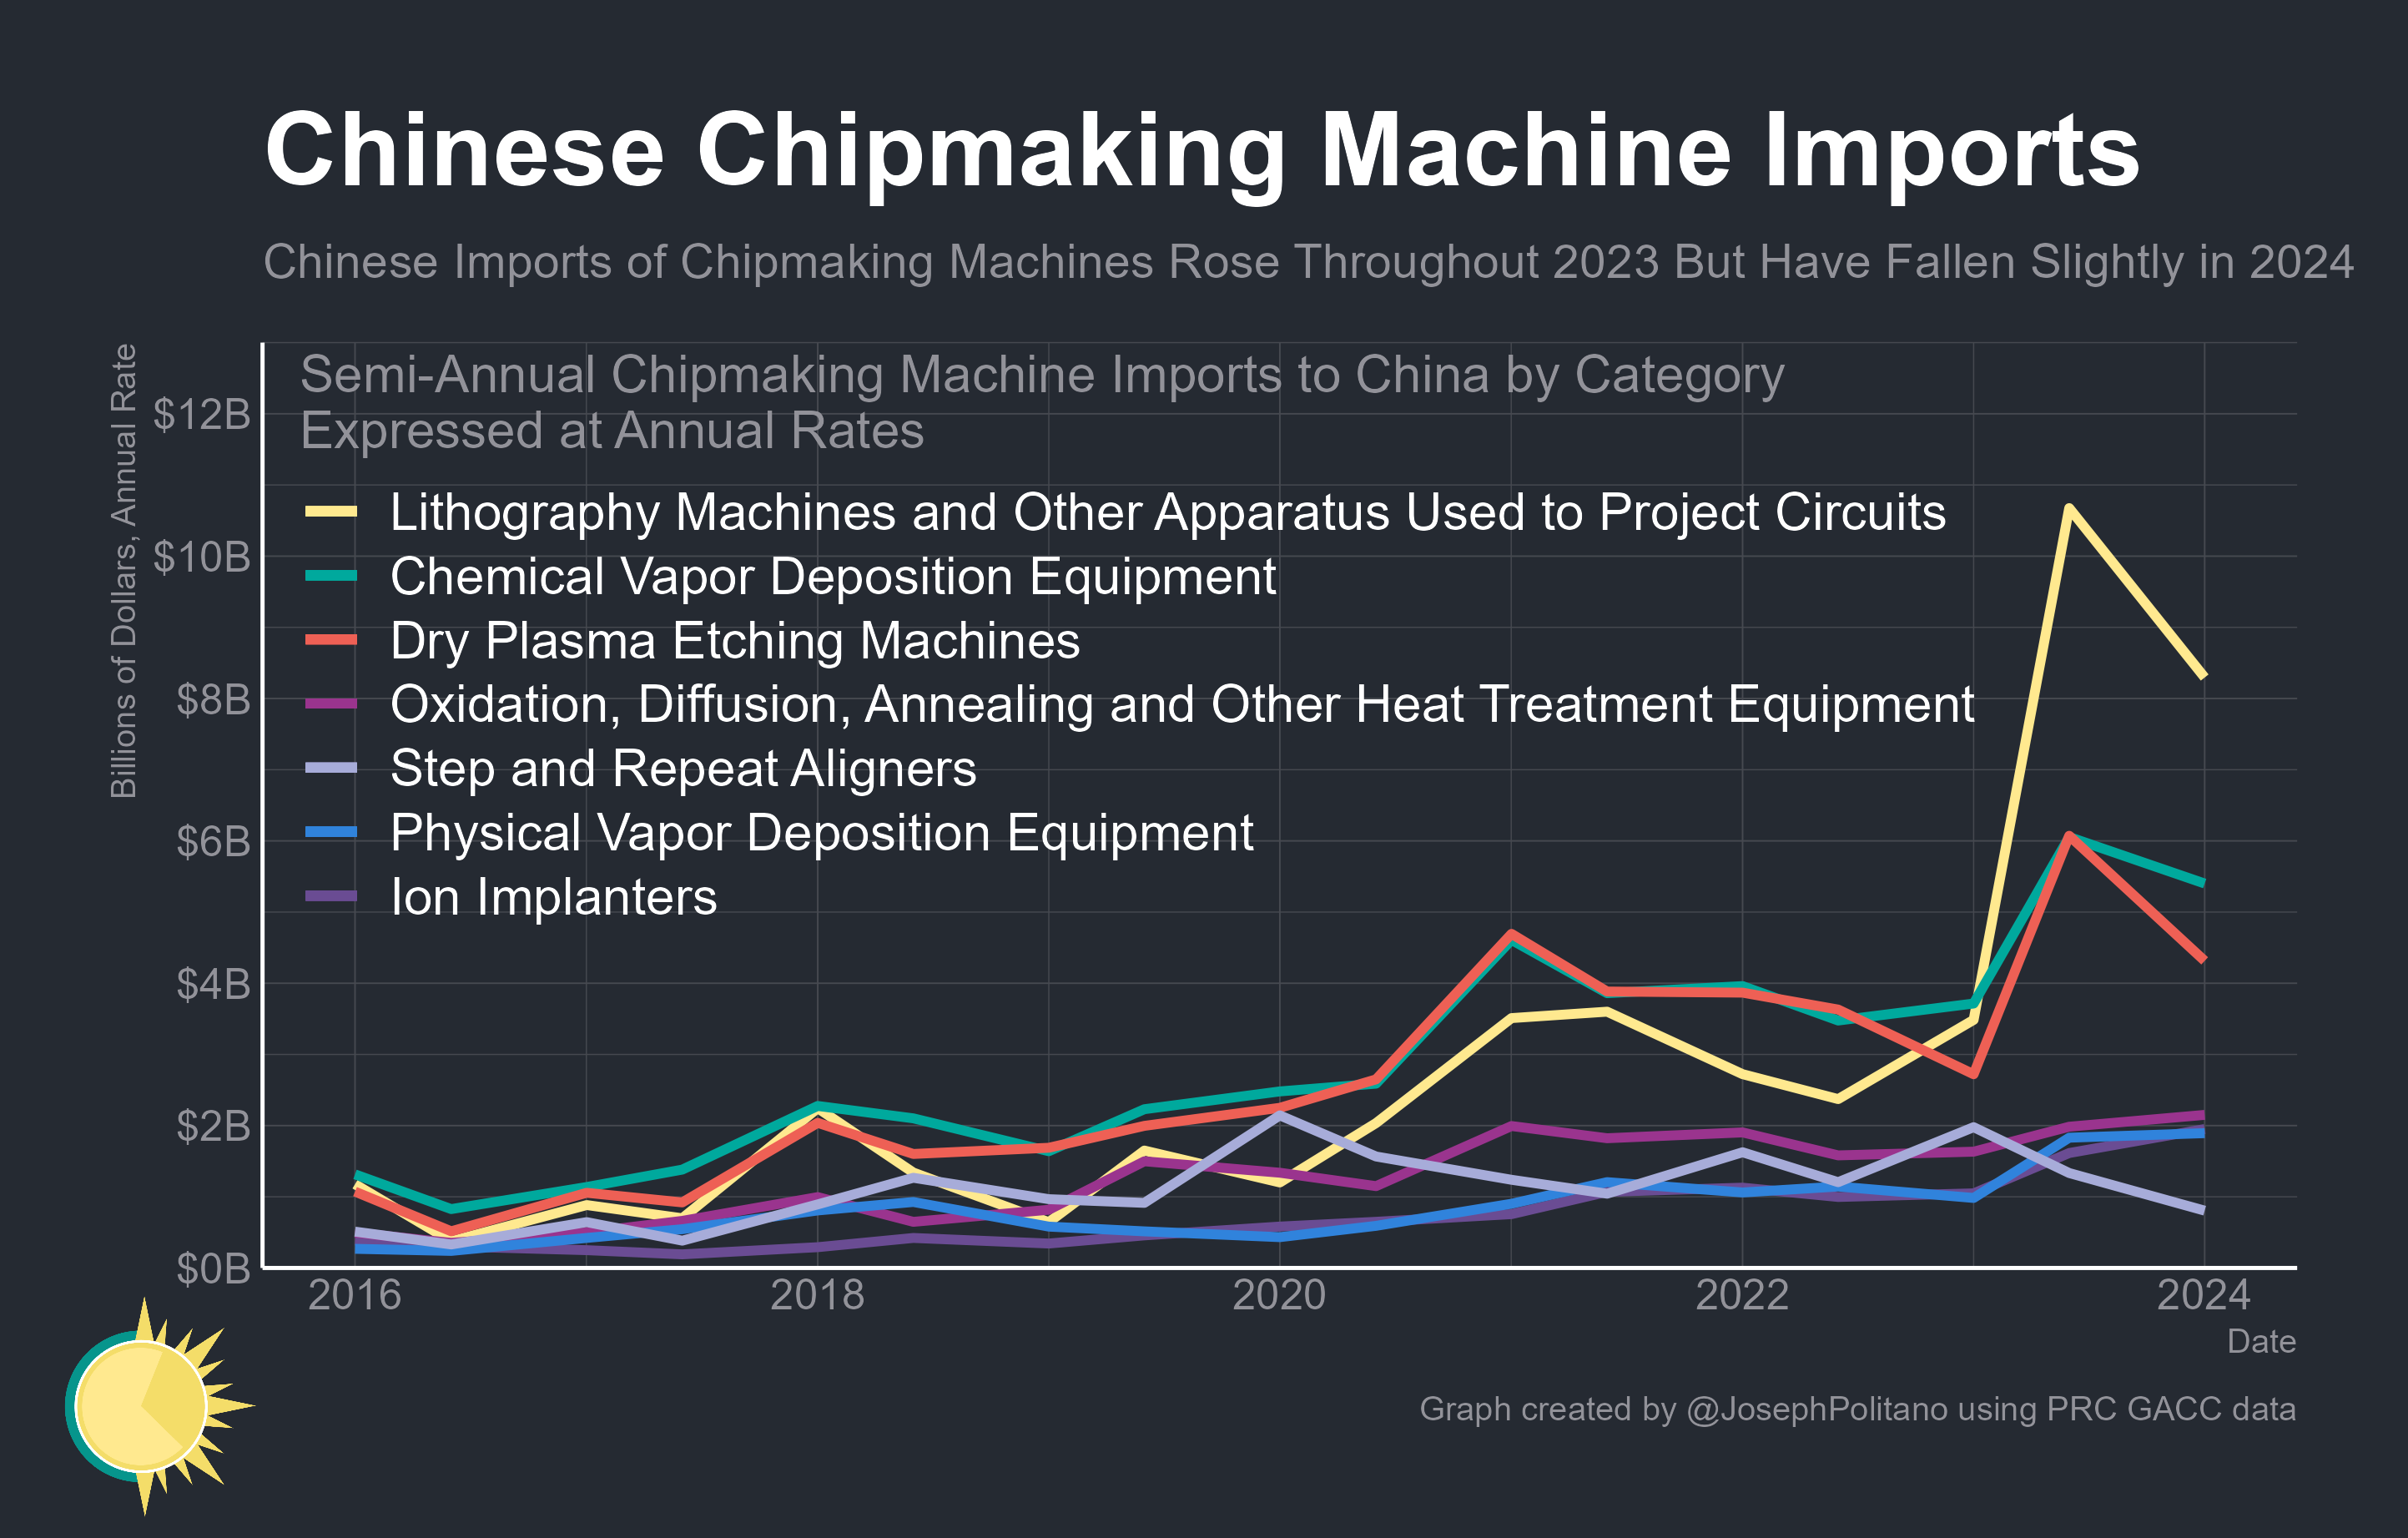 Chinese Chipmaking Machine Imports
Chinese Imports of Chipmaking Machines Rose Throughout 2023 But Have Fallen Slightly in 2024
Billions of Dollars, Annual Rate
Semi-Annual Chipmaking Machine Imports to China by Category
Expressed at Annual Rates
Lithography Machines and Other Apparatus Used to Project Circuits
Chemical Vapor Deposition Equipment
Dry Plasma Etching Machines
Oxidation, Diffusion, Annealing and Other Heat Treatment Equipment
Step and Repeat Aligners
Physical Vapor Deposition Equipment
Ion Implanters
$12B
$10B
$8B
$6B
$4B
$2B
$0B
2016 2018 2020 2022 2024
Date
Graph created by @JosephPolitano using PRC GACC data